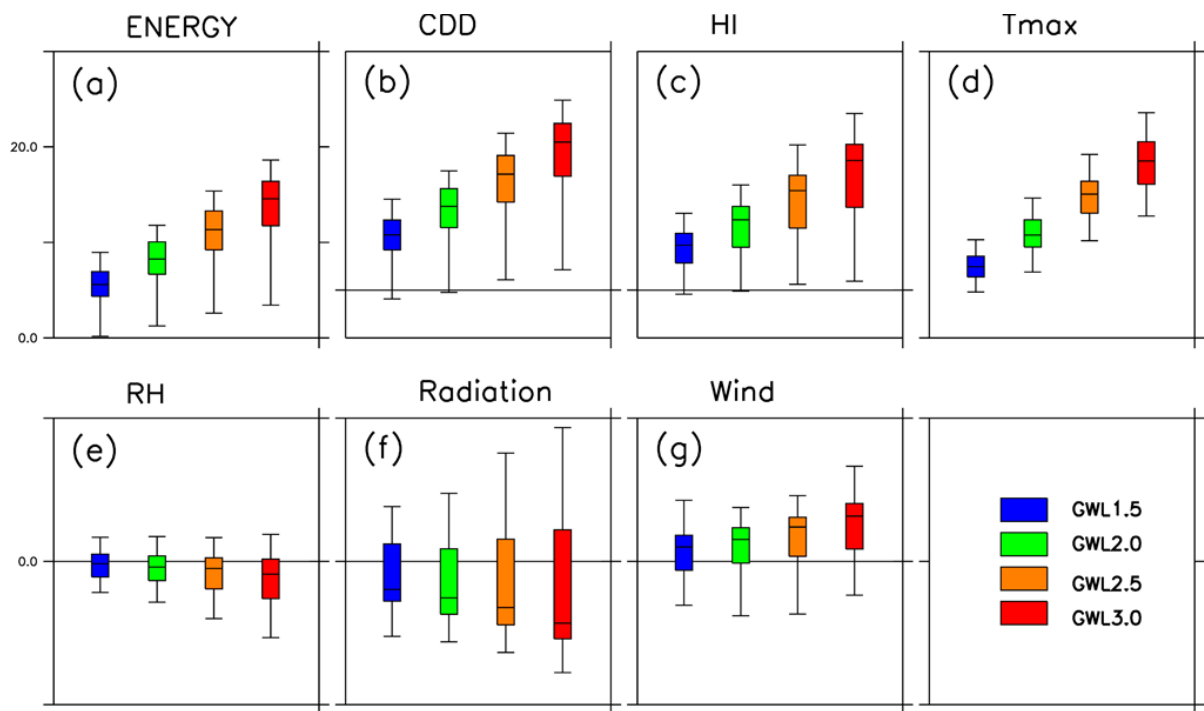 ENERGY CDD HI Tmax
(a) (b) (c) (d)
20.0
0.0
RH Radiation Wind
(e) (f) (g)
0.0
GWL1.5
GWL2.0
GWL2.5
GWL3.0